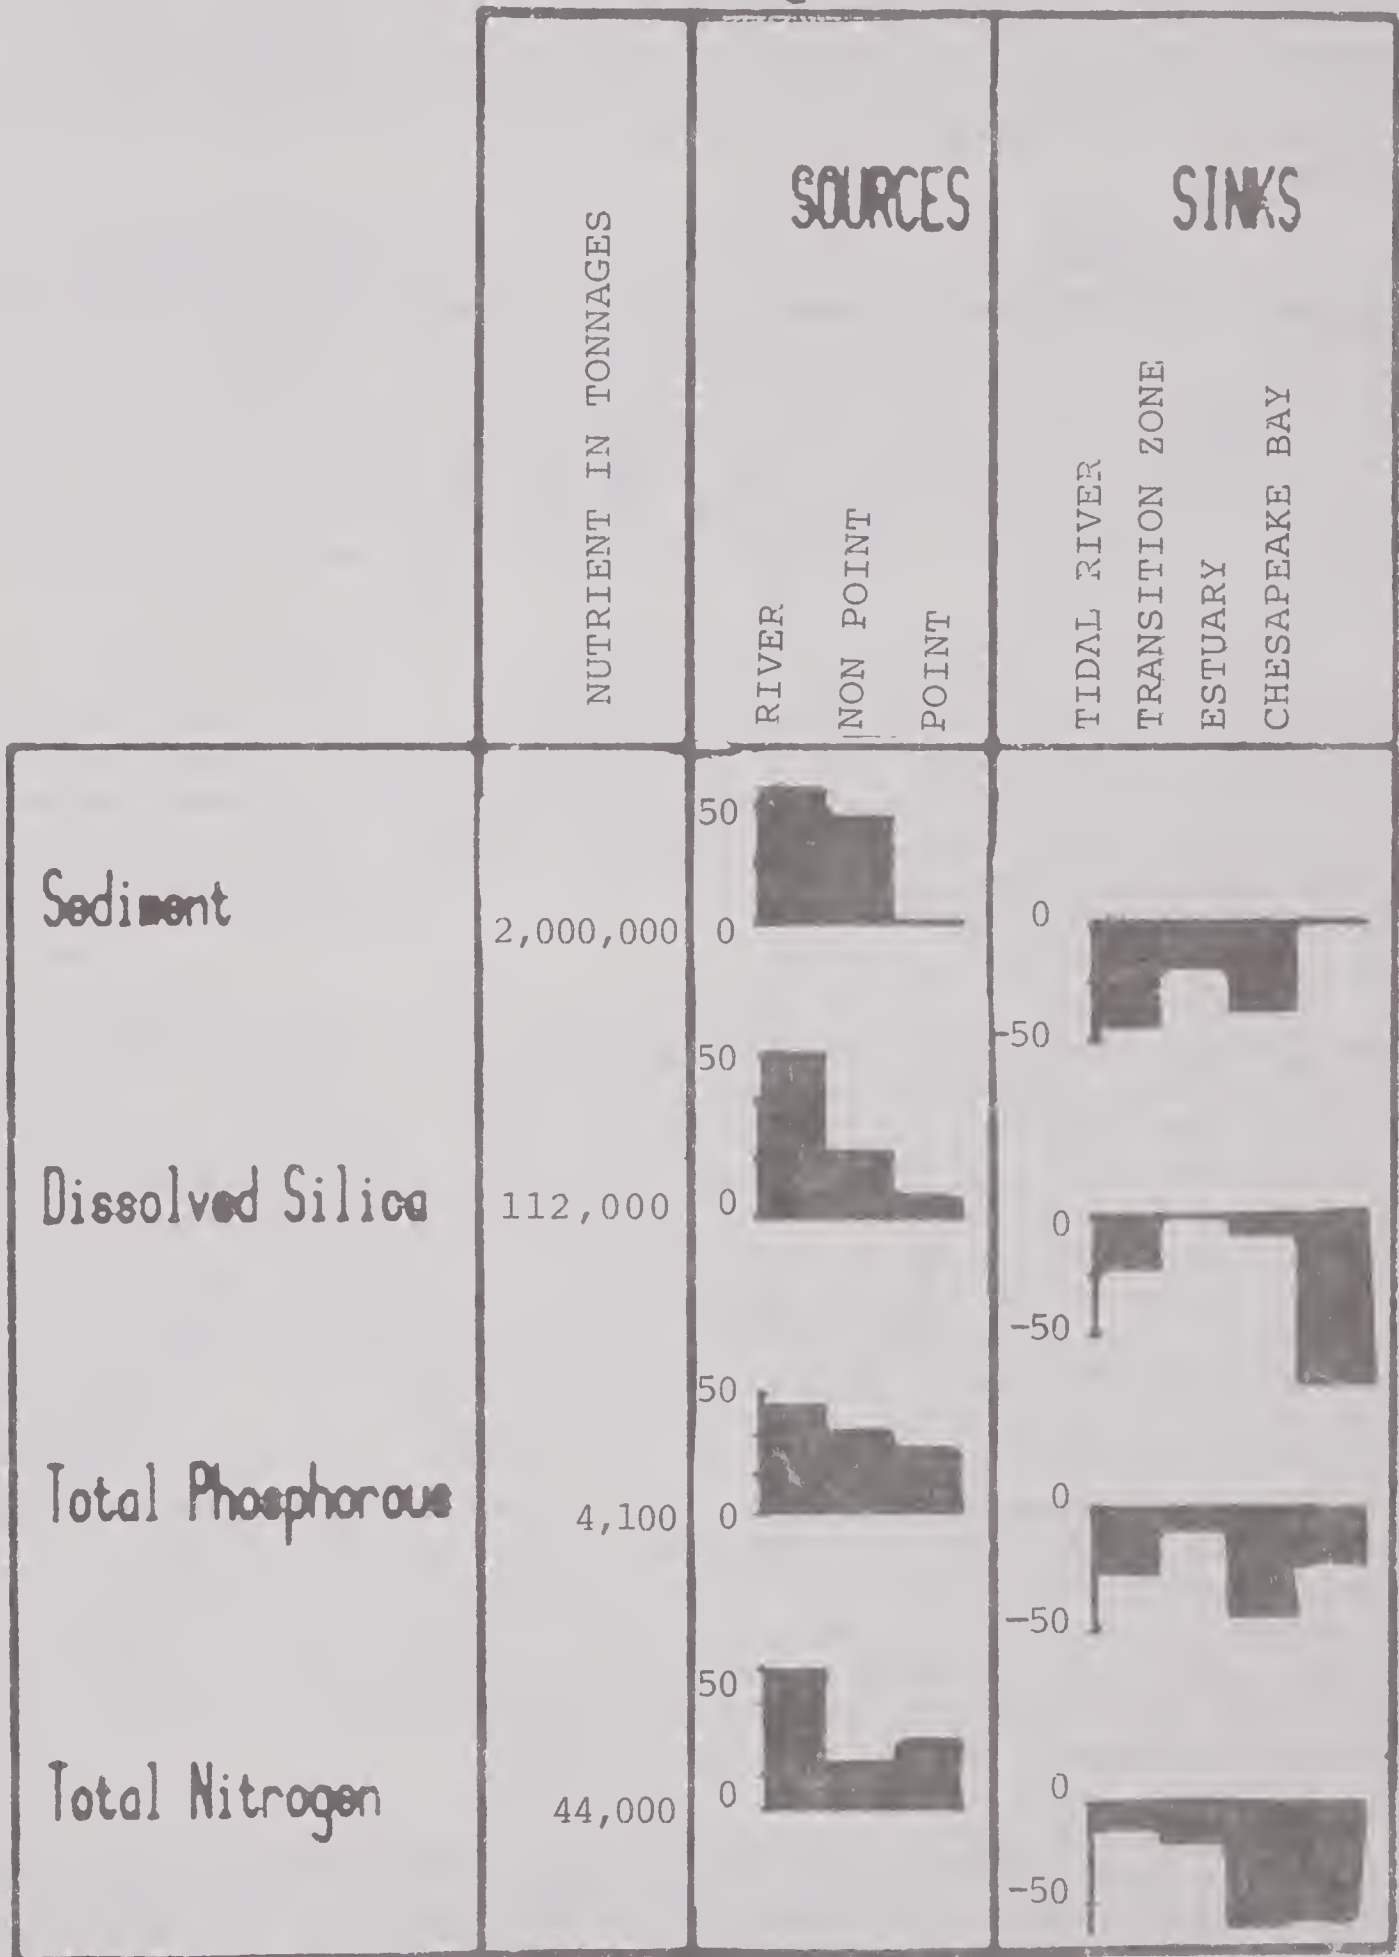 SOURCES
SINKS
NUTRIENT IN TONNAGES
RIVER
NON POINT
POINT
TIDAL RIVER
TRANSITION ZONE
ESTUARY
CHESAPEAKE BAY
Sediment
2,000,000
50
0
0
-50
Dissolved Silica
112,000
50
0
0
-50
Total Phosphorous
4,100
50
0
0
-50
Total Nitrogen
44,000
50
0
0
-50